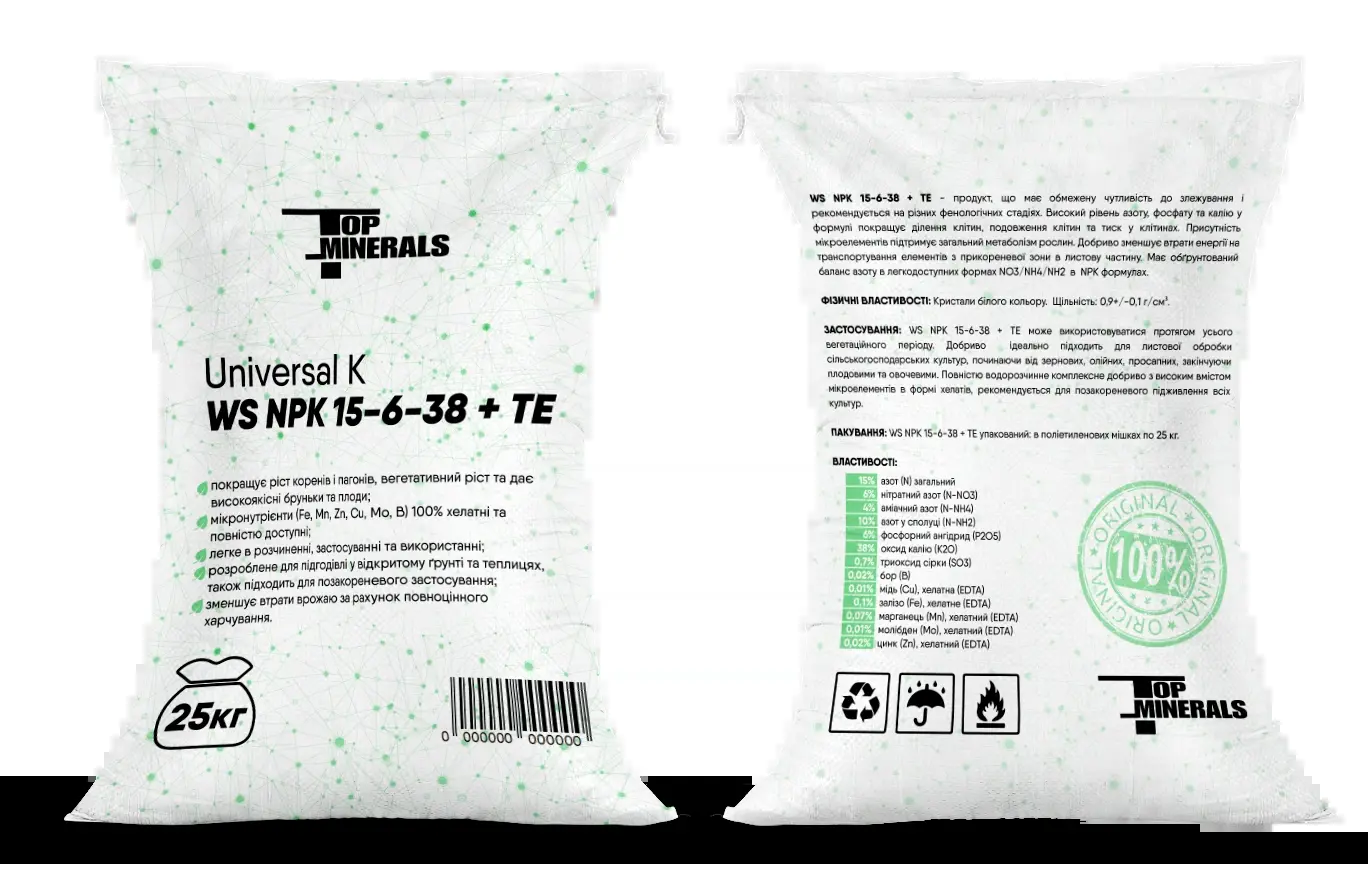 TOP
MINERALS
Universal K
WS NPK 15-6-38 + TE
покращує ріст коренів і пагонів, вегетативний ріст та дає
високоякісні бруньки та плоди;
мікронутрієнти (Fe, Mn, Zn, Cu, Mo, B) 100% хелатні та
повністю доступні;
легке в розчиненні, застосуванні та використанні;
розроблене для підгодівлі у відкритому ґрунті та теплицях,
також підходить для позакореневого застосування;
зменшує втрати врожаю за рахунок повноцінного
харчування.
25кг
0 000000 000000
WS NPK 15-6-38 + TE - продукт, що має обмежену чутливість до злежування і
рекомендується на різних фенологічних стадіях. Високий рівень азоту, фосфату та калію у
формулі покращує ділення клітин, подовження клітин та тиск у клітинах. Присутність
мікроелементів підтримує загальний метаболізм рослин. Добриво зменшує втрати енергії на
транспортування елементів з прикореневої зони в листову частину. Має обґрунтований
баланс азоту в легкодоступних формах NO3/NH4/NH2 в NPK формулах.
ФІЗИЧНІ ВЛАСТИВОСТІ: Кристали білого кольору. Щільність: 0,9+/-0,1 г/см³.
ЗАСТОСУВАННЯ: WS NPK 15-6-38 + TE може використовуватися протягом усього
вегетаційного періоду. Добриво ідеально підходить для листової обробки
сільськогосподарських культур, починаючи від зернових, олійних, просапних, закінчуючи
плодовими та овочевими. Повністю водорозчинне комплексне добриво з високим вмістом
мікроелементів в формі хелатів, рекомендується для позакореневого підживлення всіх
культур.
ПАКУВАННЯ: WS NPK 15-6-38 + TE упакований: в поліетиленових мішках по 25 кг.
ВЛАСТИВОСТІ:
15% азот (N) загальний
6% нітратний азот (N-NO3)
4% аміачний азот (N-NH4)
10% азот у сполуці (N-NH2)
6% фосфорний ангідрид (P2O5)
38% оксид калію (K2O)
0,7% триоксид сірки (SO3)
0,02% бор (B)
0,01% мідь (Cu), хелатна (EDTA)
0,1% залізо (Fe), хелатне (EDTA)
0,07% марганець (Mn), хелатний (EDTA)
0,01% молібден (Mo), хелатний (EDTA)
0,02% цинк (Zn), хелатний (EDTA)
ORIGINAL ORIGINAL ORIGINAL
100%
TOP
MINERALS